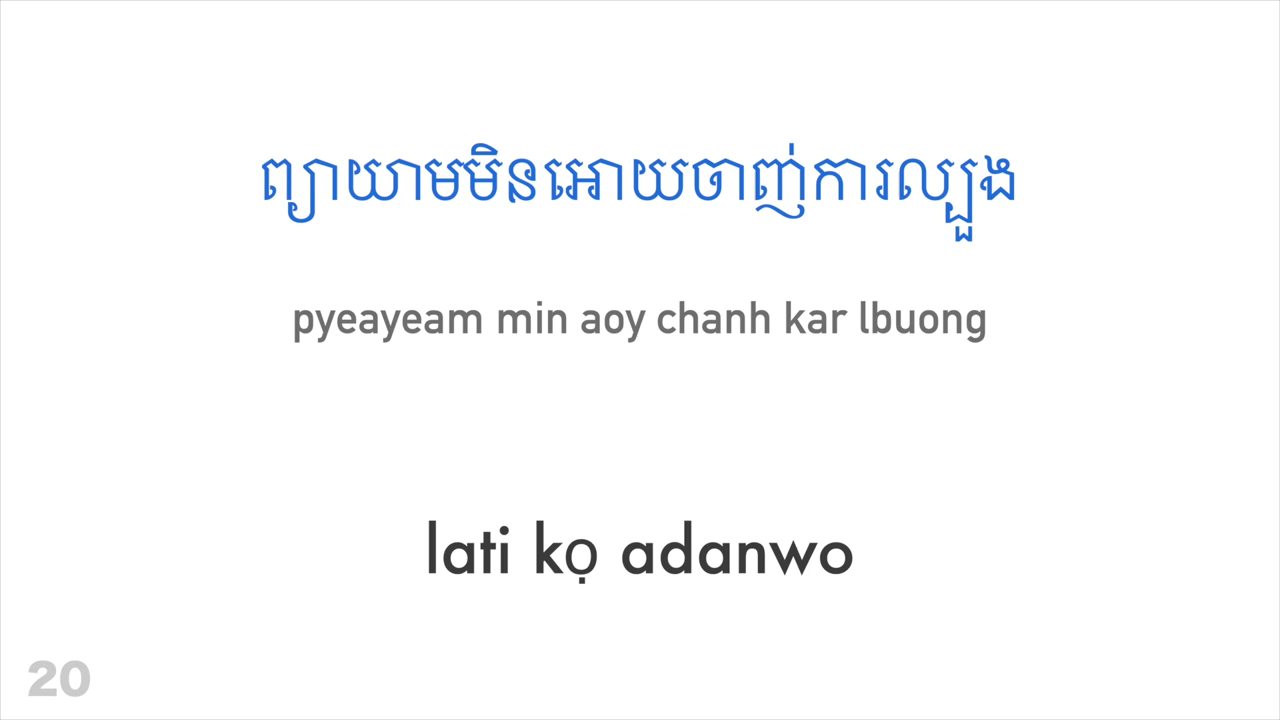 ព្យាយាមមិនអោយចាញ់ការល្បួង
pyeayeam min aoy chanh kar lbuong
lati kọ adanwo
20